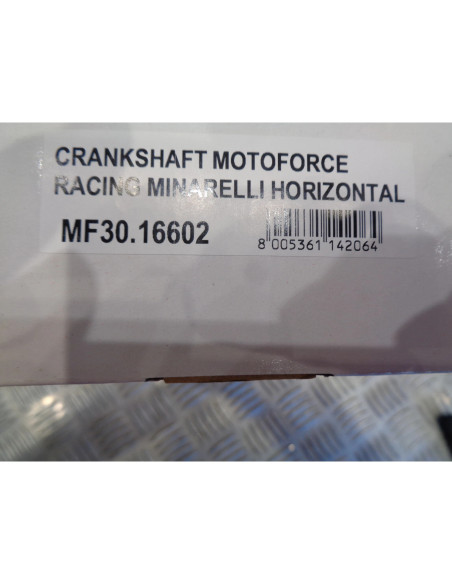 CRANKSHAFT MOTOFORCE
RACING MINARELLI HORIZONTAL
MF30.16602
8 005361 142064